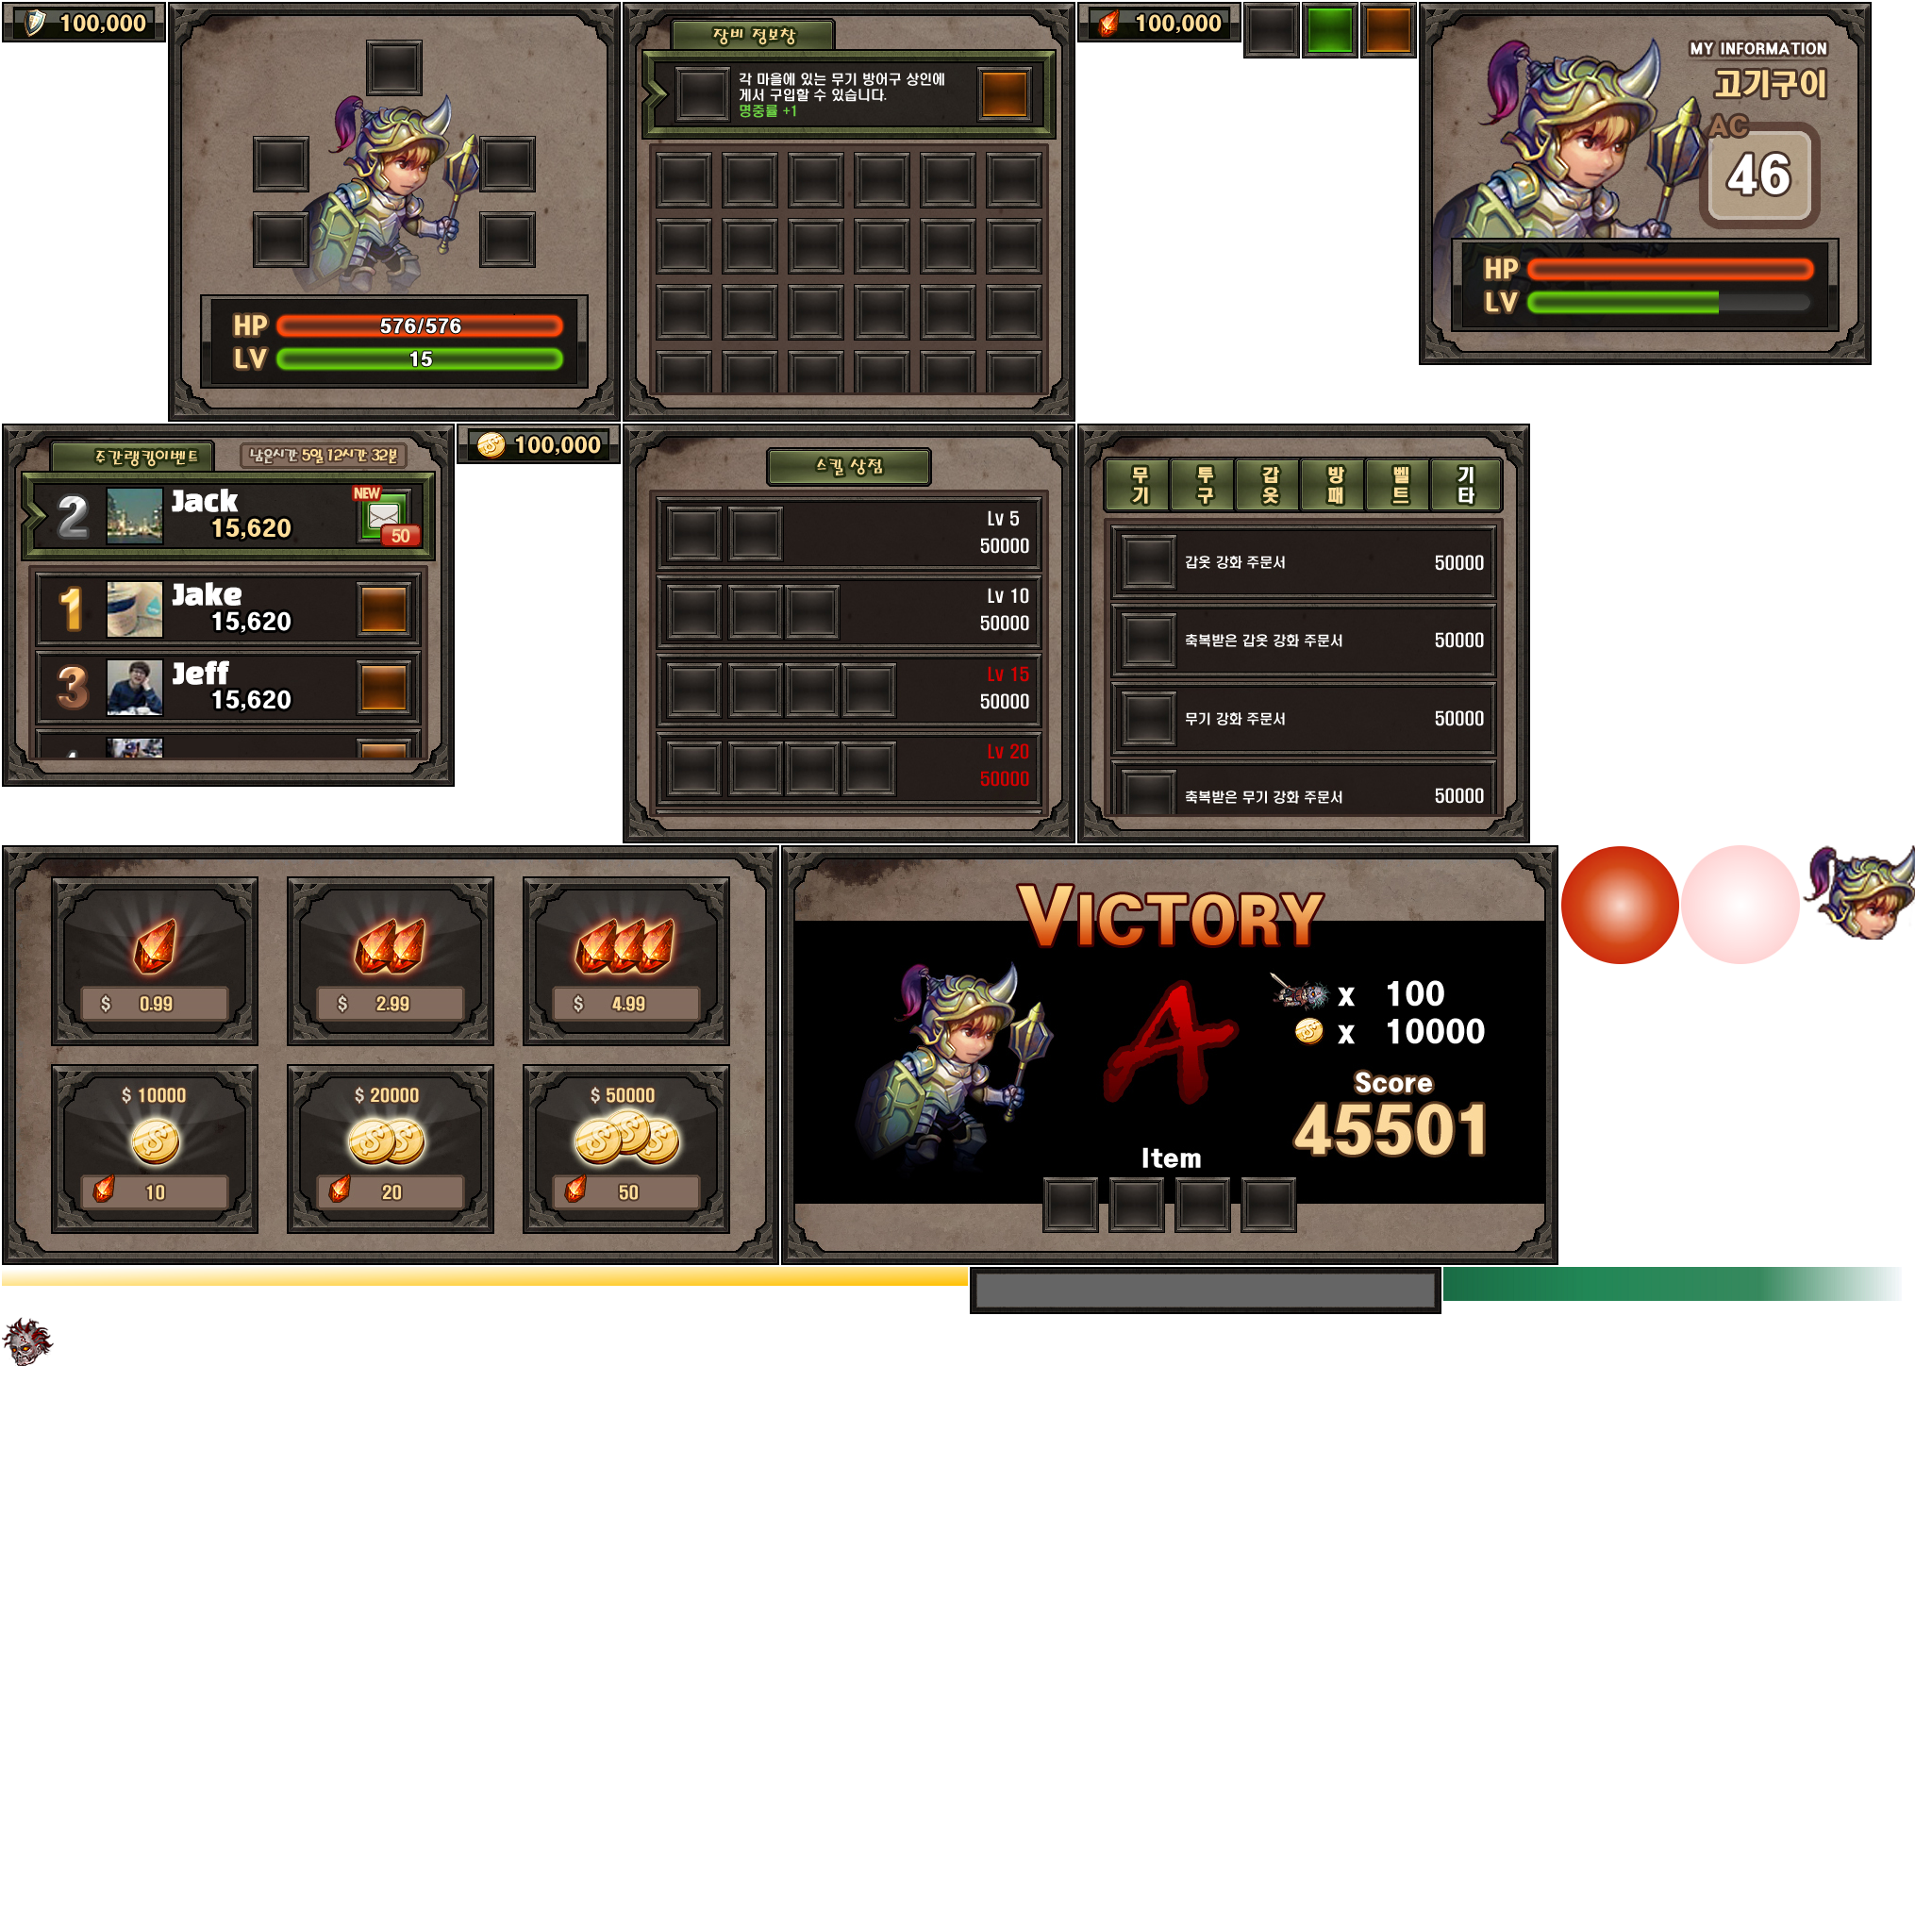 100,000
576/576
HP
LV
15
장비 정보창
각 마을에 있는 무기 방어구 상인에
게서 구입할 수 있습니다.
명중률 +1
100,000
MY INFORMATION
고기구이
AC
46
HP
LV
주간랭킹이벤트
남은시간 5일 12시간 32분
2
Jack
15,620
NEW
50
1
Jake
15,620
3
Jeff
15,620
100,000
스킬 상점
Lv 5
50000
Lv 10
50000
Lv 15
50000
Lv 20
50000
무기
투구
갑옷
방패
벨트
기타
갑옷 강화 주문서
50000
축복받은 갑옷 강화 주문서
50000
무기 강화 주문서
50000
축복받은 무기 강화 주문서
50000
$ 0.99
$ 2.99
$ 4.99
$ 10000
$ 20000
$ 50000
10
20
50
VICTORY
A
x 100
x 10000
Score
45501
Item